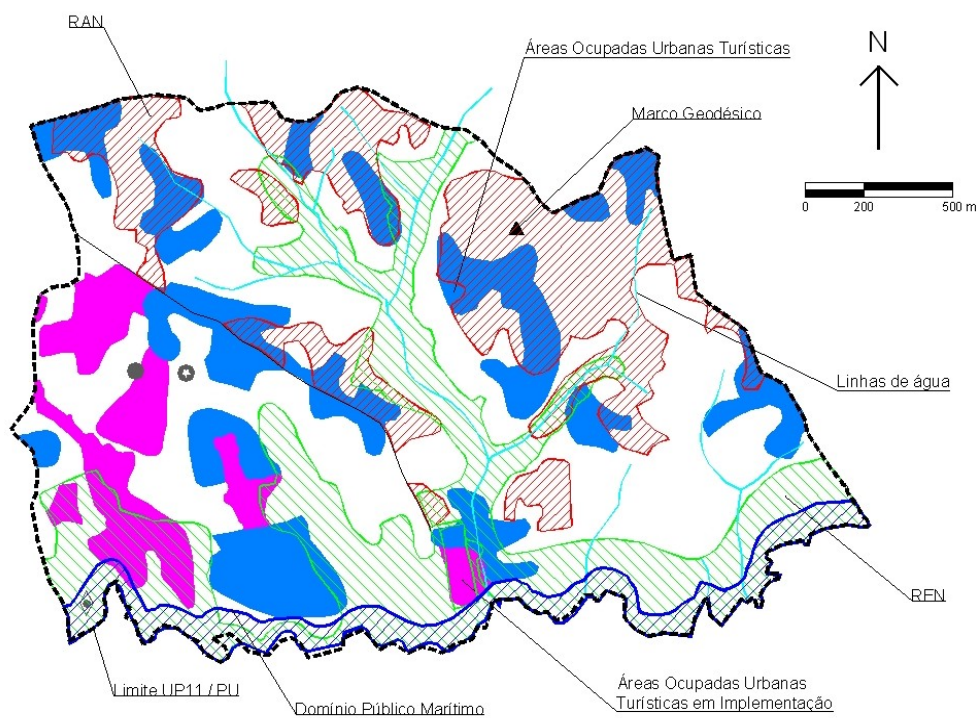 RAN
N
Áreas Ocupadas Urbanas Turísticas
Marco Geodésico
0 200 500 m
Linhas de água
REN
Limite UP11 / PU
Domínio Público Marítimo
Áreas Ocupadas Urbanas
Turísticas em Implementação